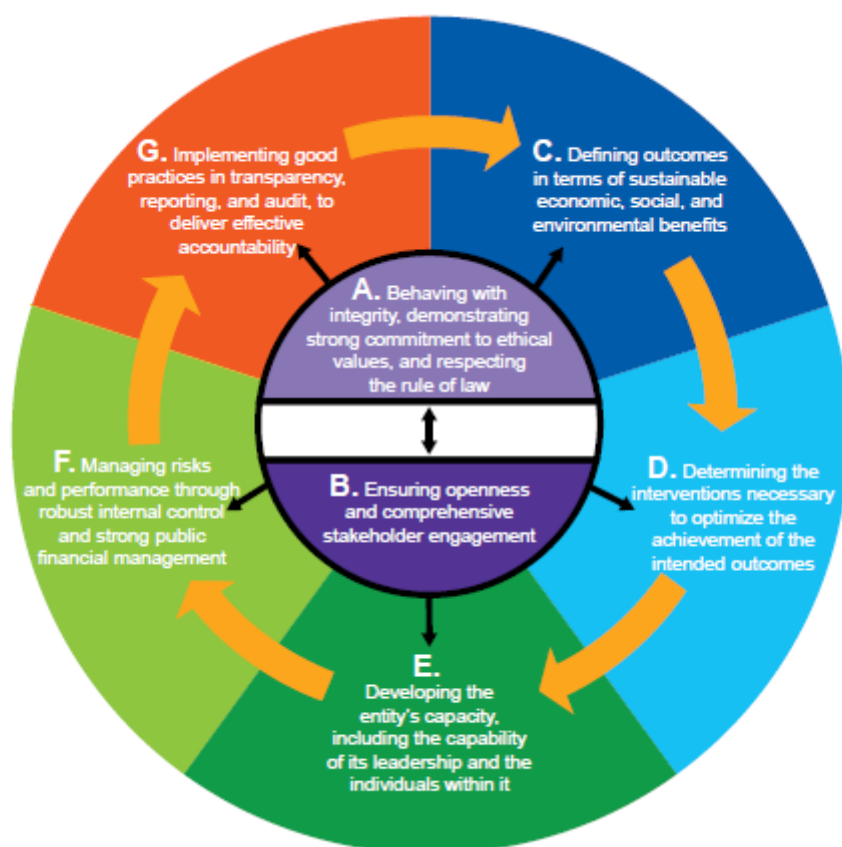 A. Behaving with
integrity, demonstrating
strong commitment to ethical
values, and respecting
the rule of law
B. Ensuring openness
and comprehensive
stakeholder engagement
C. Defining outcomes
in terms of sustainable
economic, social, and
environmental benefits
D. Determining the
interventions necessary
to optimize the
achievement of the
intended outcomes
E.
Developing the
entity's capacity,
including the capability
of its leadership and the
individuals within it
F. Managing risks
and performance through
robust internal control
and strong public
financial management
G. Implementing good
practices in transparency,
reporting, and audit, to
deliver effective
accountability